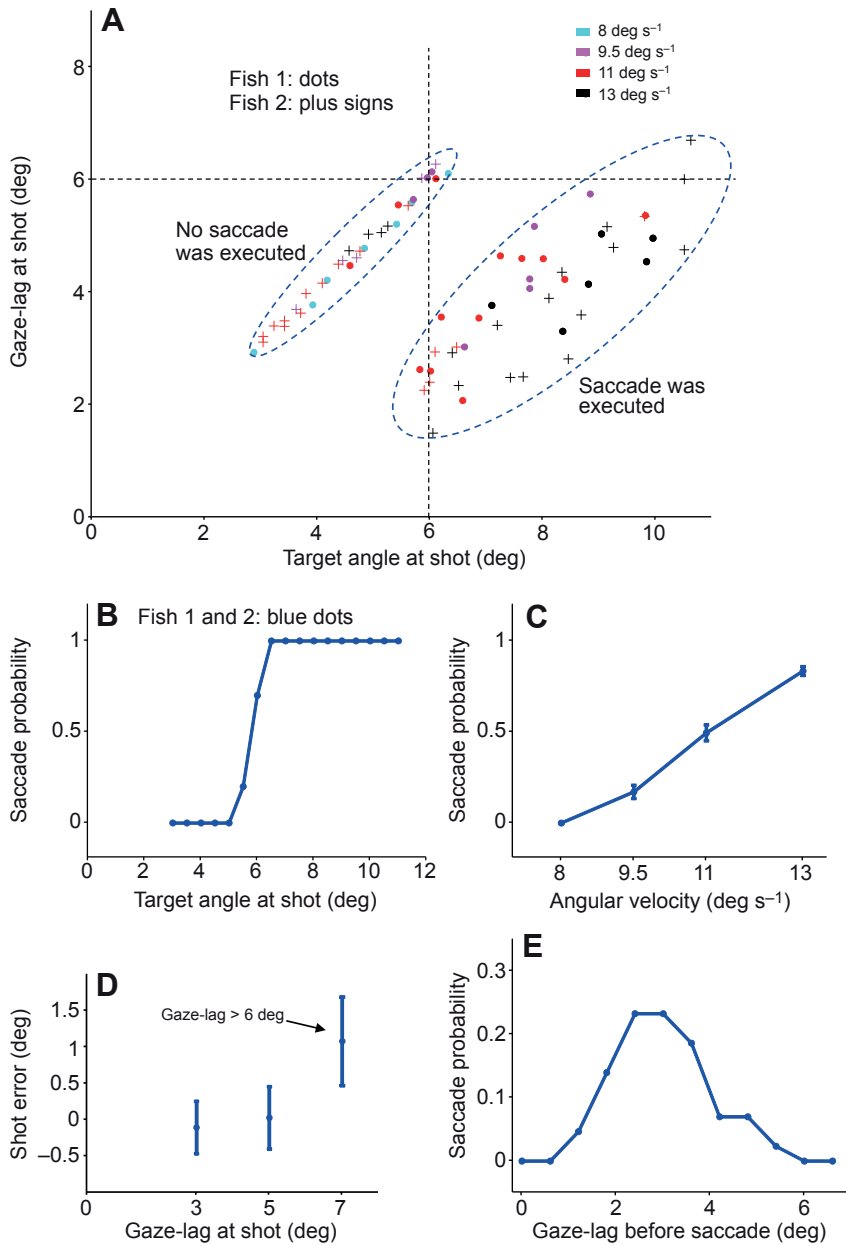 A
8 deg s⁻¹
9.5 deg s⁻¹
11 deg s⁻¹
13 deg s⁻¹
Fish 1: dots
Fish 2: plus signs
No saccade
was executed
Saccade was
executed
8
6
4
2
0
0 2 4 6 8 10
Gaze-lag at shot (deg)
Target angle at shot (deg)
B Fish 1 and 2: blue dots
1
0.5
0
0 2 4 6 8 10 12
Saccade probability
Target angle at shot (deg)
C
1
0.5
0
8 9.5 11 13
Saccade probability
Angular velocity (deg s⁻¹)
D
Gaze-lag > 6 deg
1.5
1
0.5
0
–0.5
0 3 5 7
Shot error (deg)
Gaze-lag at shot (deg)
E
0.3
0.2
0.1
0
0 2 4 6
Saccade probability
Gaze-lag before saccade (deg)